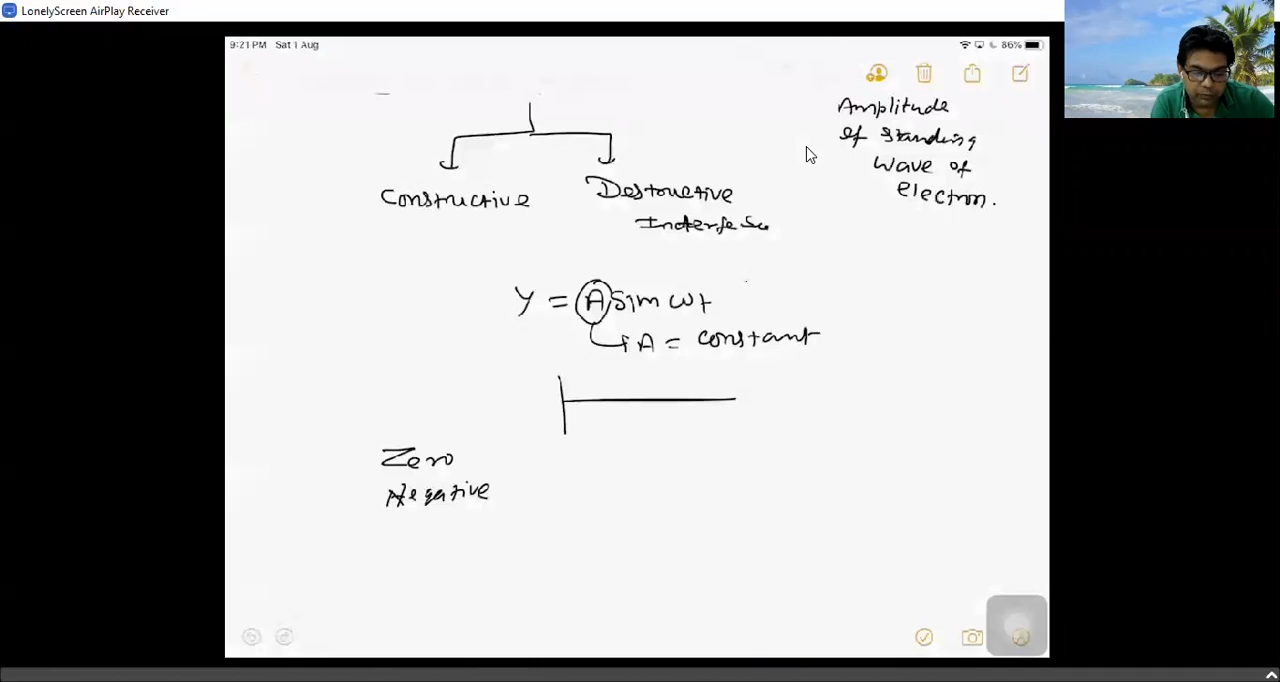 LonelyScreen AirPlay Receiver
9:21 PM Sat 1 Aug
86%
Amplitude
of standing
wave of
electron.
Constructive
Destructive
Y = A Sin ωt
A = constant
Zero
Negative